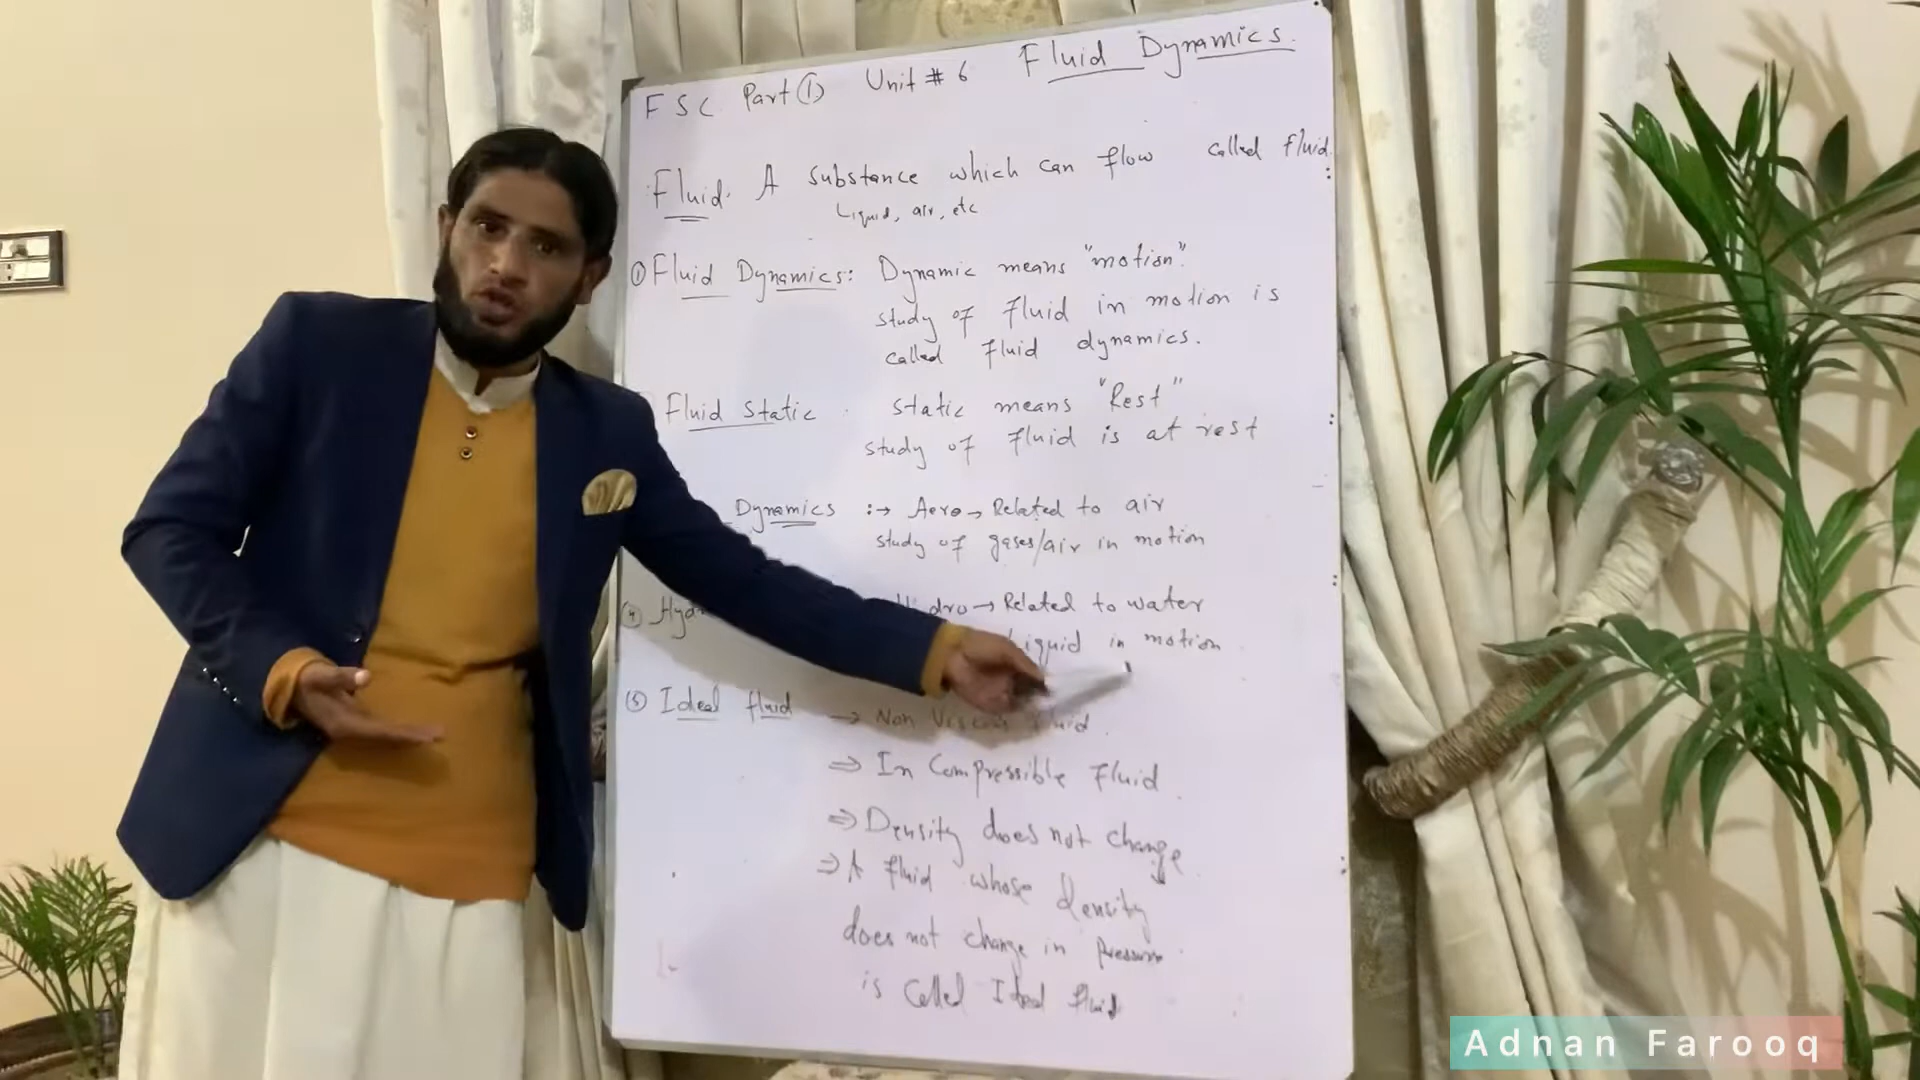 FSC Part (1) Unit # 6 Fluid Dynamics.
Fluid. A substance which can flow called fluid.
Liquid, air, etc
① Fluid Dynamics: Dynamic means "motion".
study of fluid in motion is
called fluid dynamics.
Fluid static. static means "Rest"
study of fluid is at rest
Dynamics :→ Aero → Related to air
study of gases/air in motion
(4) Hydro → Related to water
liquid in motion
(5) Ideal fluid → Non Viscous fluid.
⇒ In Compressible fluid.
⇒ Density does not change
⇒ A fluid whose density
does not change in pressure
is called Ideal fluid
Adnan Farooq